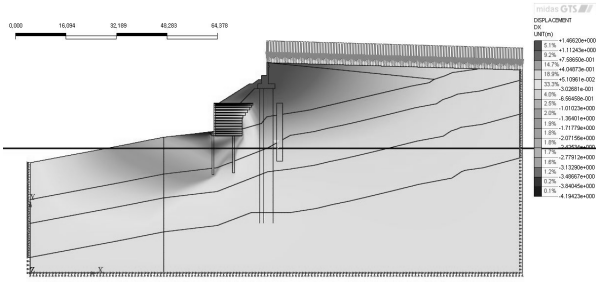 midas GTS
DISPLACEMENT
DX
UNIT(m)
0.000 16.094 32.189 48.283 64.378
+1.46620e+000
5.1%
+1.11243e+000
9.2%
+7.58650e-001
14.7%
+4.04873e-001
18.9%
+5.10961e-002
33.3%
-3.02681e-001
4.0%
-6.56458e-001
2.5%
-1.01023e+000
2.0%
-1.36401e+000
1.9%
-1.71779e+000
1.8%
-2.07156e+000
1.8%
1.7%
-2.77912e+000
1.8%
-3.13290e+000
1.2%
-3.48667e+000
0.2%
-3.84045e+000
0.1%
-4.19423e+000
Y
Z X